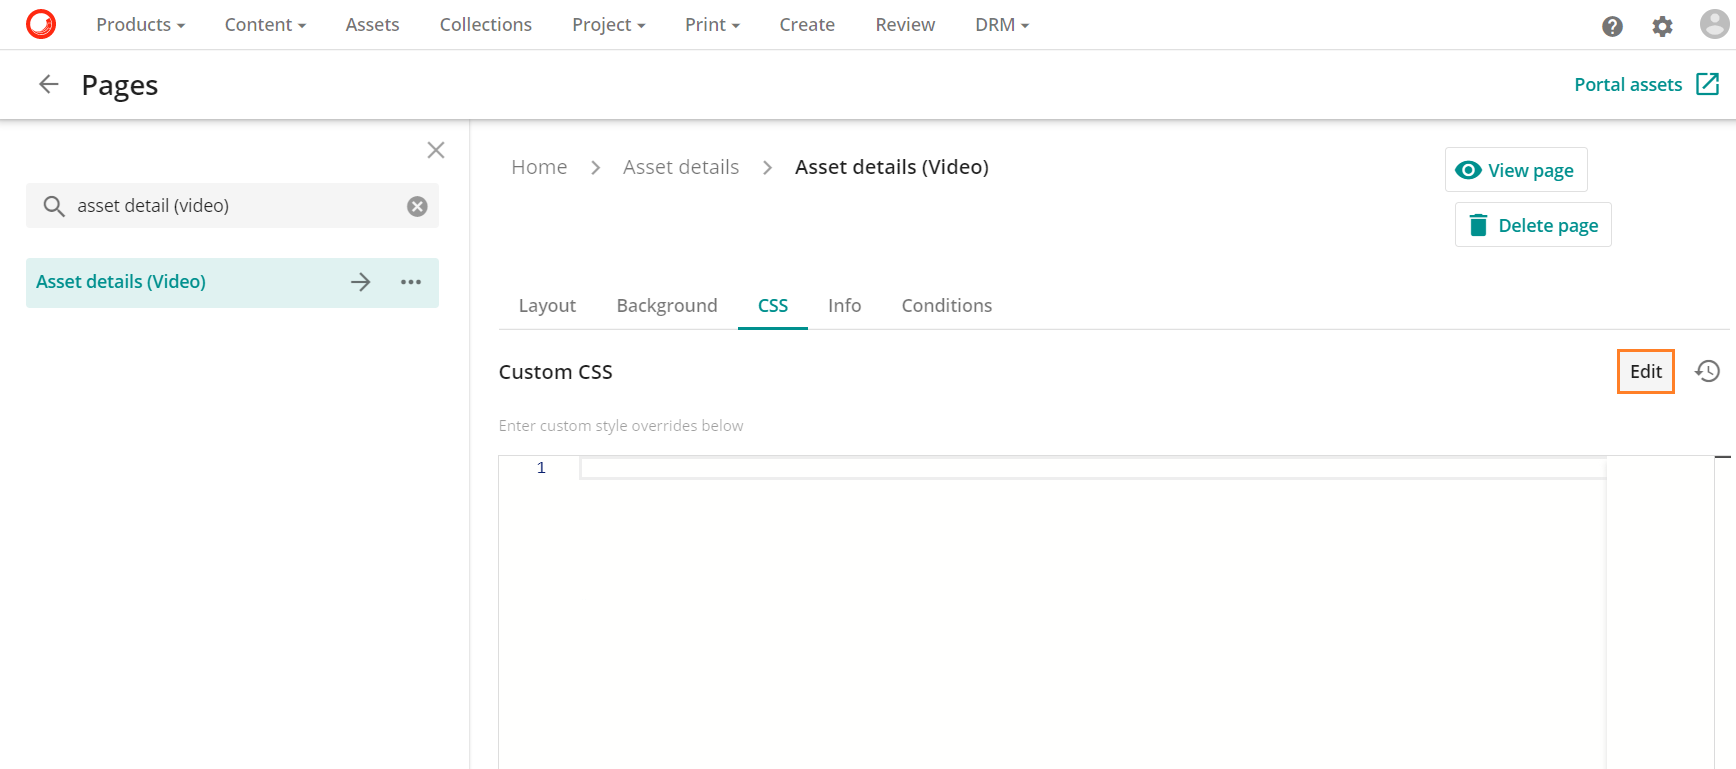 Products Content Assets Collections Project Print Create Review DRM
Pages
Portal assets
asset detail (video)
Asset details (Video)
Home Asset details Asset details (Video)
View page
Delete page
Layout Background CSS Info Conditions
Custom CSS
Edit
Enter custom style overrides below
1